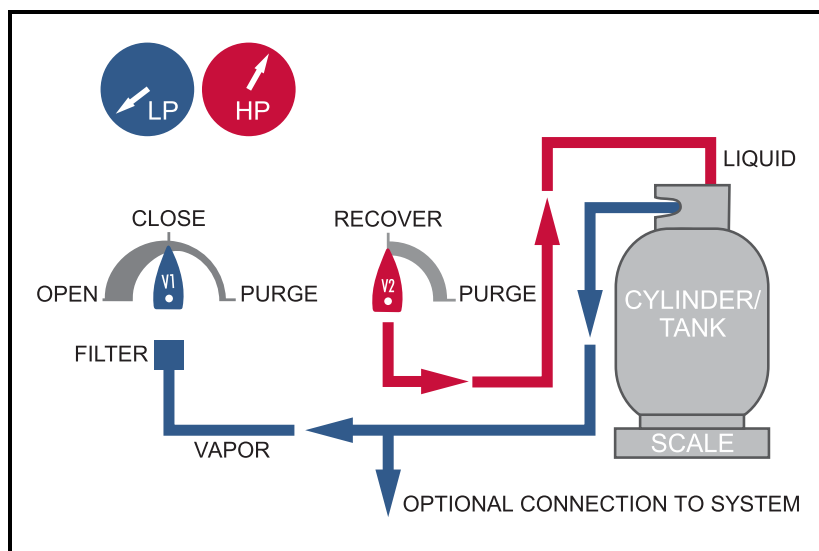 LP
HP
LIQUID
CLOSE
RECOVER
V1
V2
OPEN
PURGE
PURGE
CYLINDER/
TANK
FILTER
VAPOR
SCALE
OPTIONAL CONNECTION TO SYSTEM